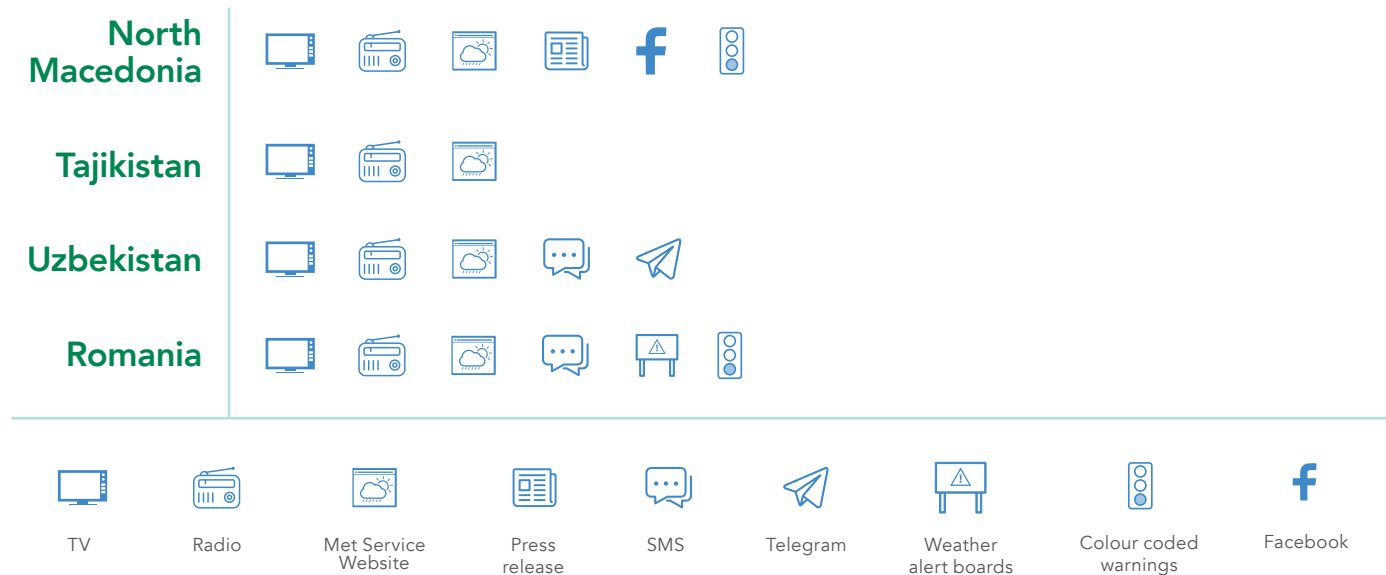 North
Macedonia
Tajikistan
Uzbekistan
Romania
TV
Radio
Met Service
Website
Press
release
SMS
Telegram
Weather
alert boards
Colour coded
warnings
Facebook